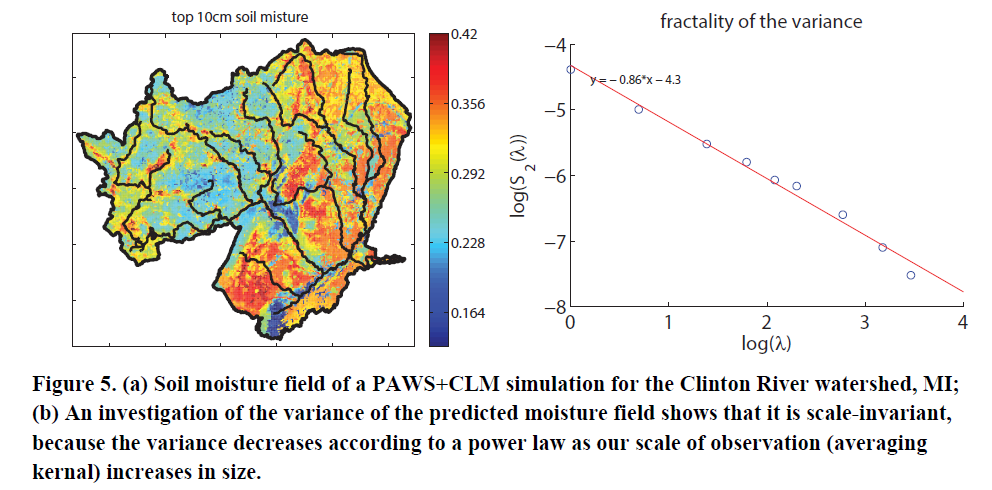 top 10cm soil misture
0.42
0.356
0.292
0.228
0.164
fractality of the variance
y = − 0.86*x − 4.3
−4
−5
−6
−7
−8
log(S₂(λ))
0 1 2 3 4
log(λ)
Figure 5. (a) Soil moisture field of a PAWS+CLM simulation for the Clinton River watershed, MI;
(b) An investigation of the variance of the predicted moisture field shows that it is scale-invariant,
because the variance decreases according to a power law as our scale of observation (averaging
kernal) increases in size.